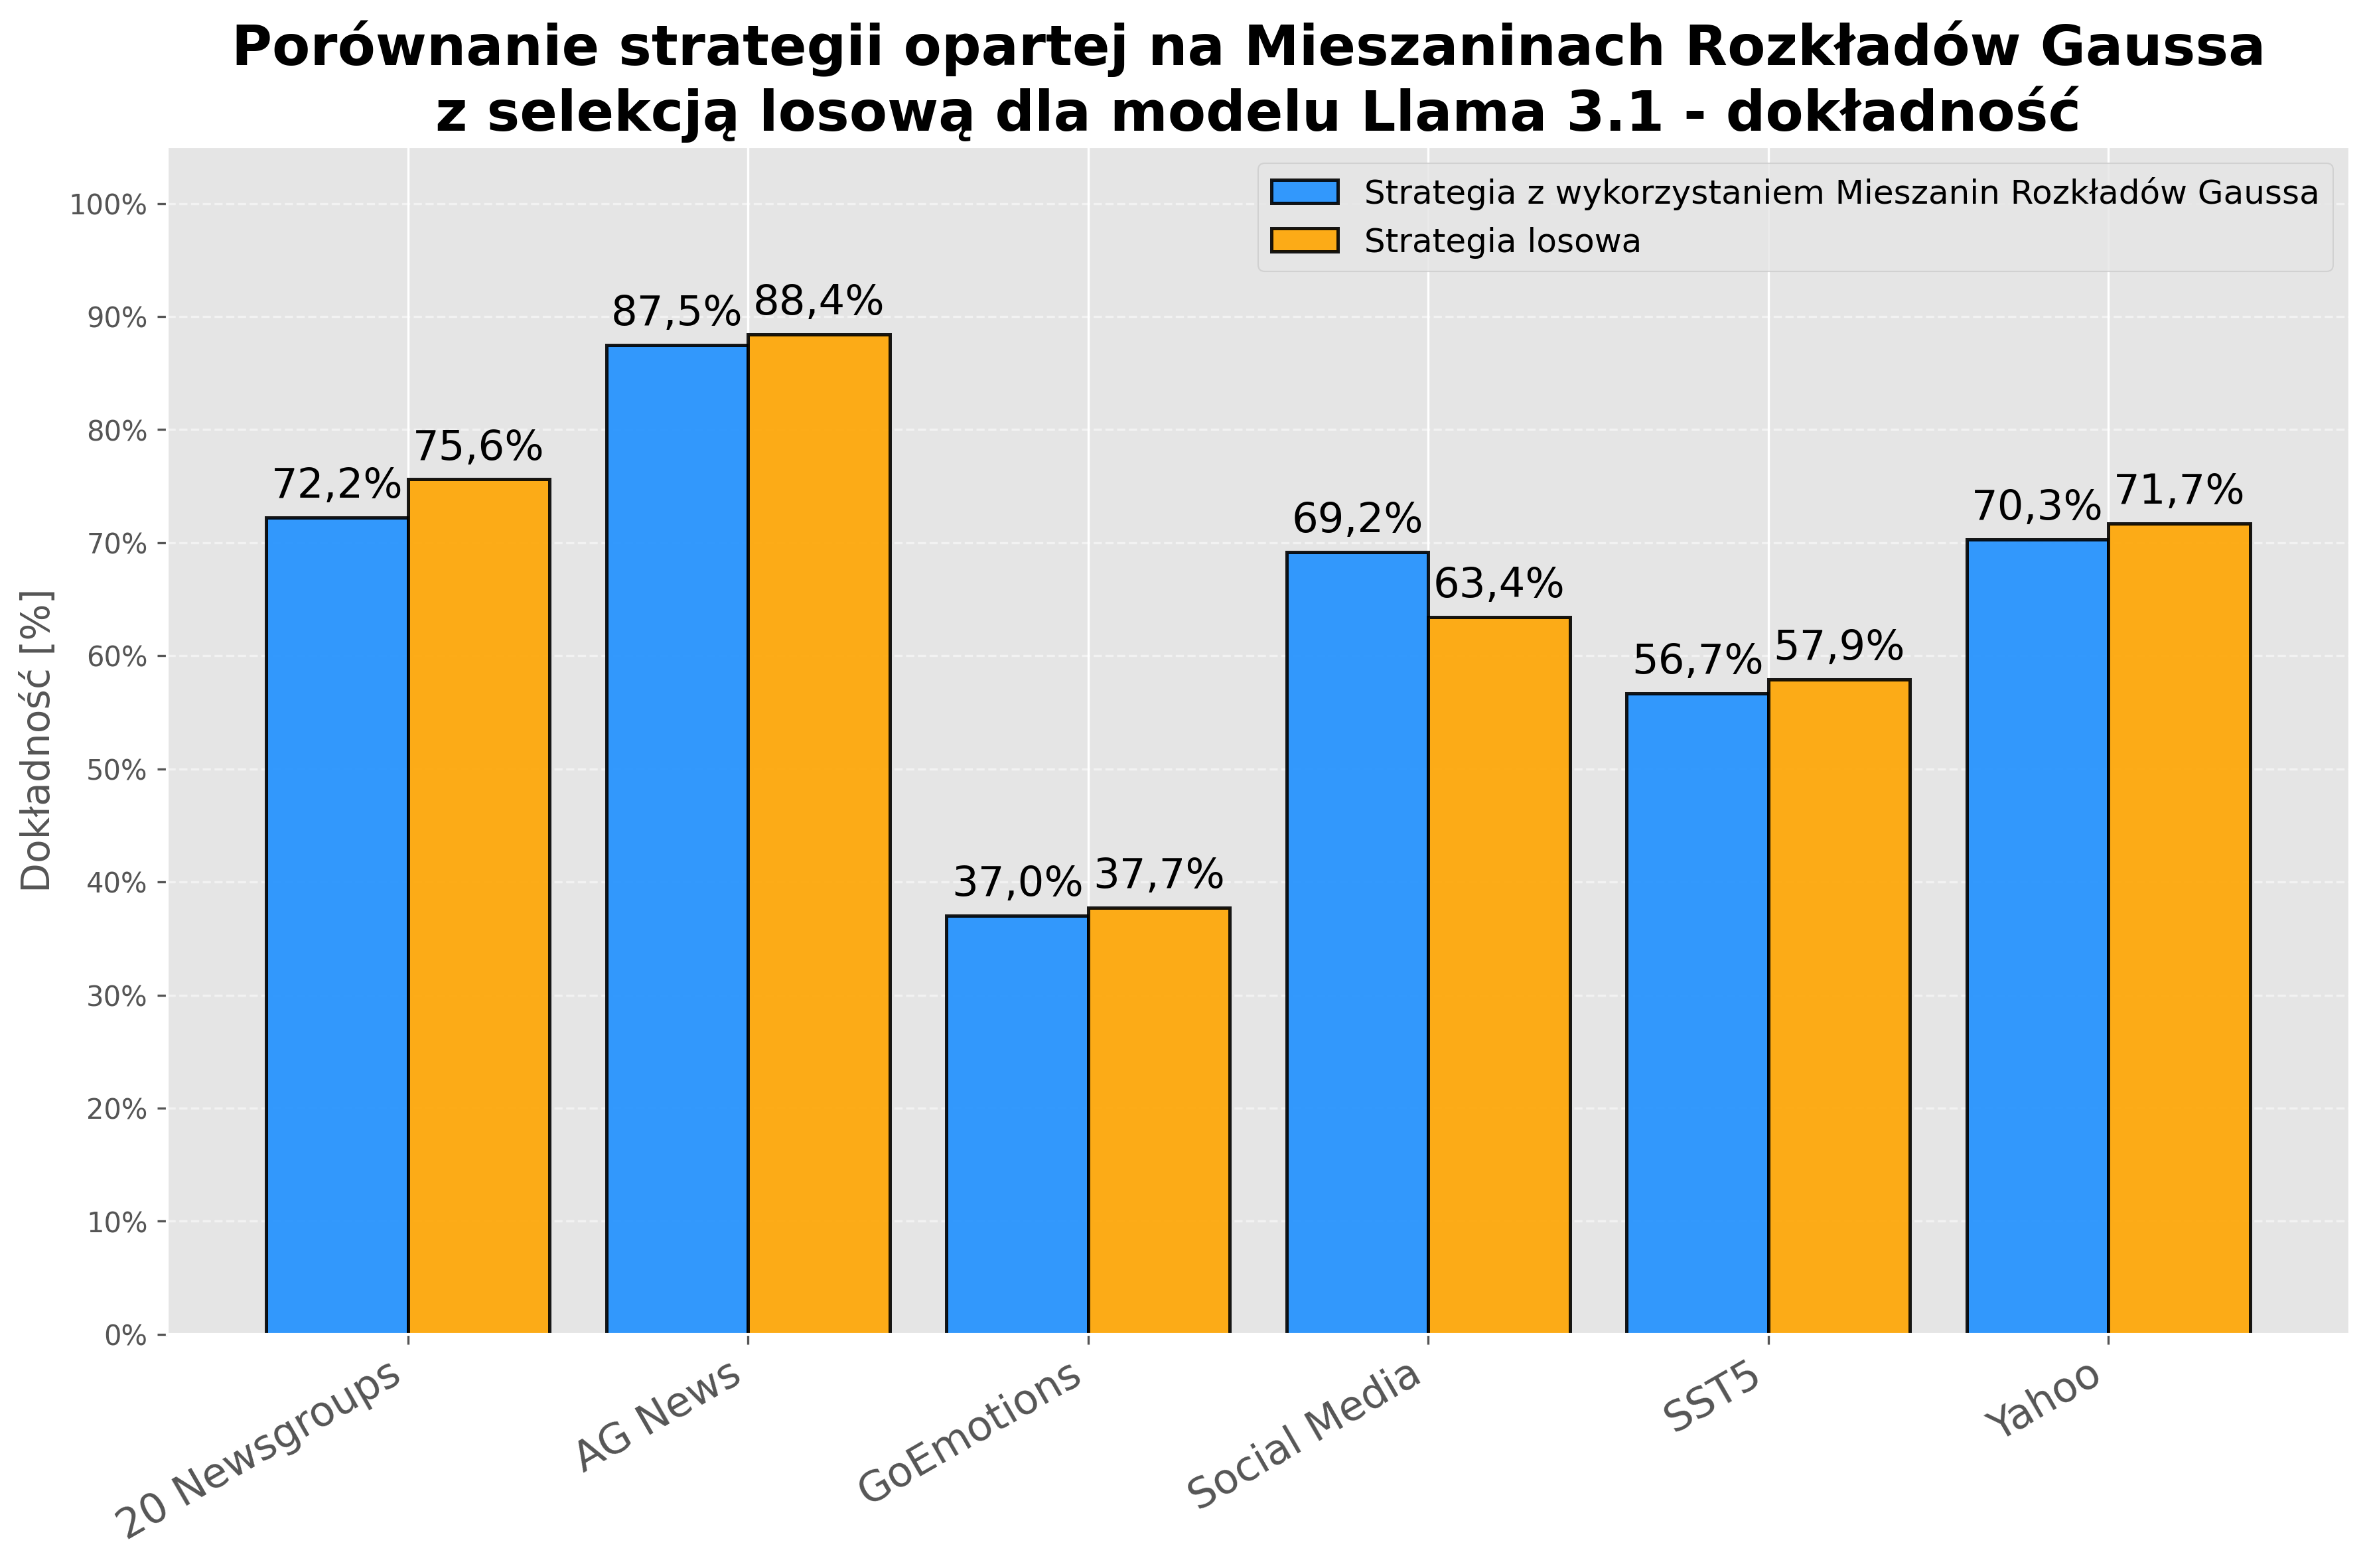 Porównanie strategii opartej na Mieszaninach Rozkładów Gaussa
z selekcją losową dla modelu Llama 3.1 - dokładność
Strategia z wykorzystaniem Mieszanin Rozkładów Gaussa
Strategia losowa
Dokładność [%]
100%
90%
80%
70%
60%
50%
40%
30%
20%
10%
0%
72,2%
75,6%
87,5%
88,4%
37,0%
37,7%
69,2%
63,4%
56,7%
57,9%
70,3%
71,7%
20 Newsgroups
AG News
GoEmotions
Social Media
SST5
Yahoo